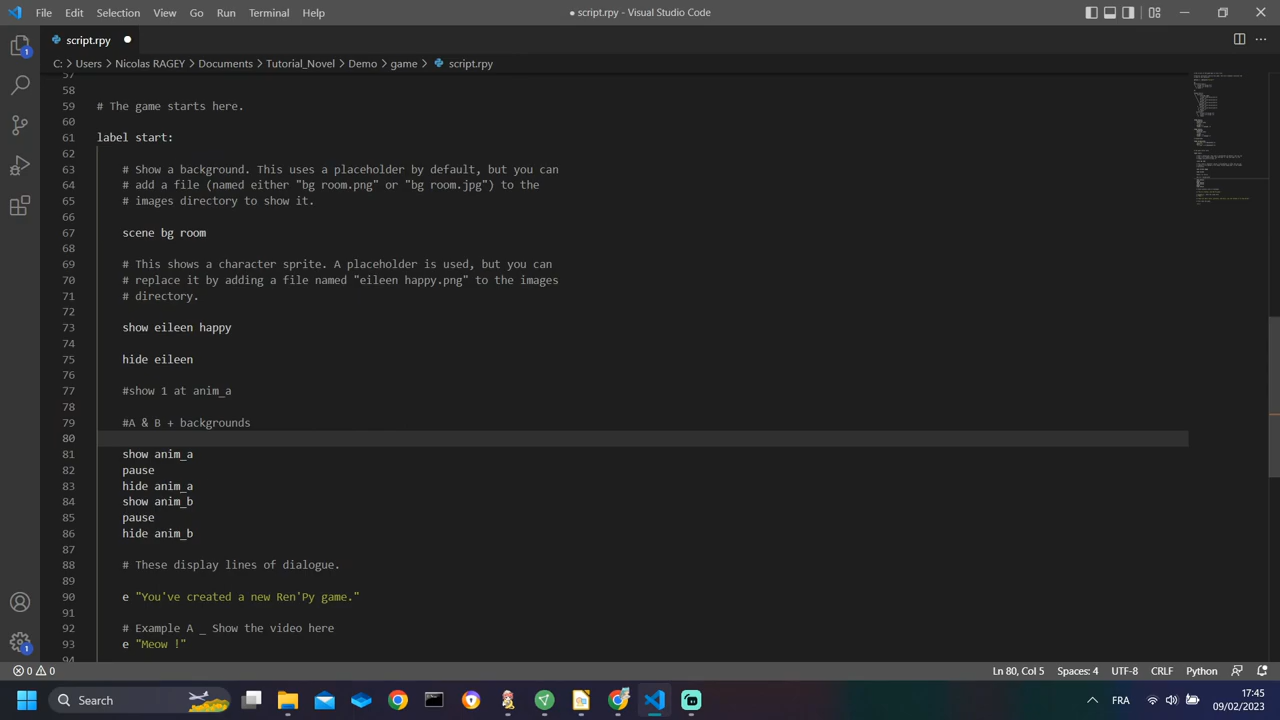 File Edit Selection View Go Run Terminal Help
● script.rpy - Visual Studio Code
script.rpy
C: > Users > Nicolas RAGEY > Documents > Tutorial_Novel > Demo > game > script.rpy
57
58
59 # The game starts here.
60
61 label start:
62
63 # Show a background. This uses a placeholder by default, but you can
64 # add a file (named either "bg room.png" or "bg room.jpg") to the
65 # images directory to show it.
66
67 scene bg room
68
69 # This shows a character sprite. A placeholder is used, but you can
70 # replace it by adding a file named "eileen happy.png" to the images
71 # directory.
72
73 show eileen happy
74
75 hide eileen
76
77 #show 1 at anim_a
78
79 #A & B + backgrounds
80
81 show anim_a
82 pause
83 hide anim_a
84 show anim_b
85 pause
86 hide anim_b
87
88 # These display lines of dialogue.
89
90 e "You've created a new Ren'Py game."
91
92 # Example A _ Show the video here
93 e "Meow !"
94
1
1
0 0
Ln 80, Col 5 Spaces: 4 UTF-8 CRLF Python
Search
FRA
17:45
09/02/2023